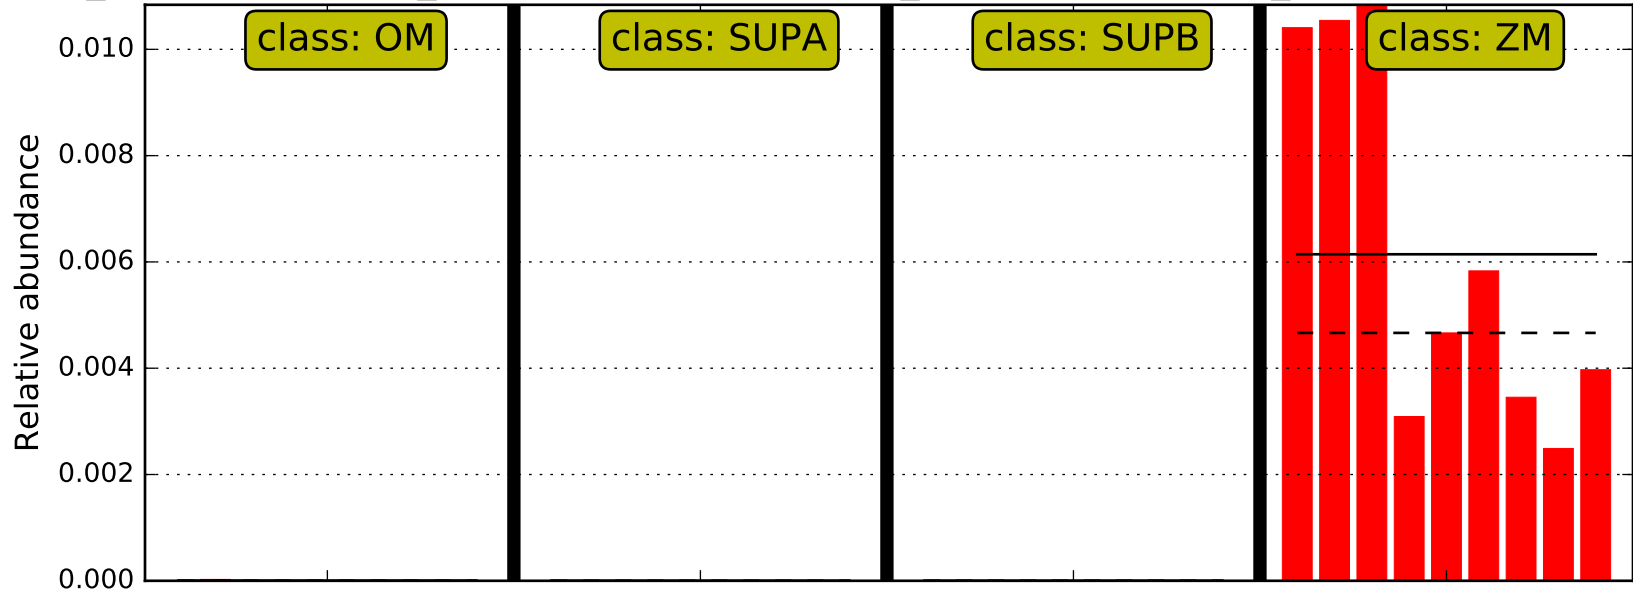 class: OM
class: SUPA
class: SUPB
class: ZM
Relative abundance
0.010
0.008
0.006
0.004
0.002
0.000